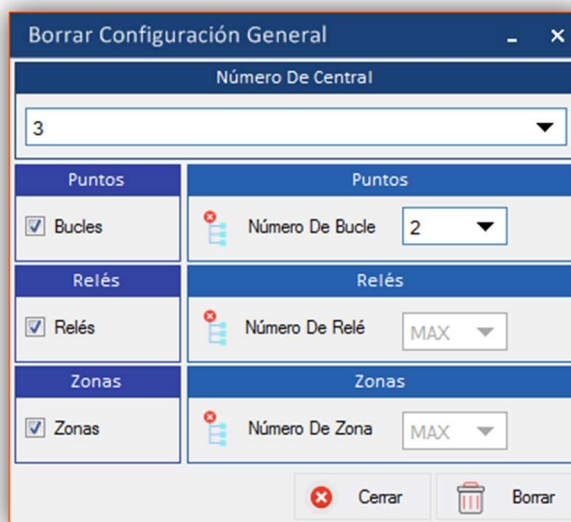 Borrar Configuración General
Número De Central
3
Puntos Puntos
Bucles Número De Bucle 2
Relés Relés
Relés Número De Relé MAX
Zonas Zonas
Zonas Número De Zona MAX
Cerrar Borrar